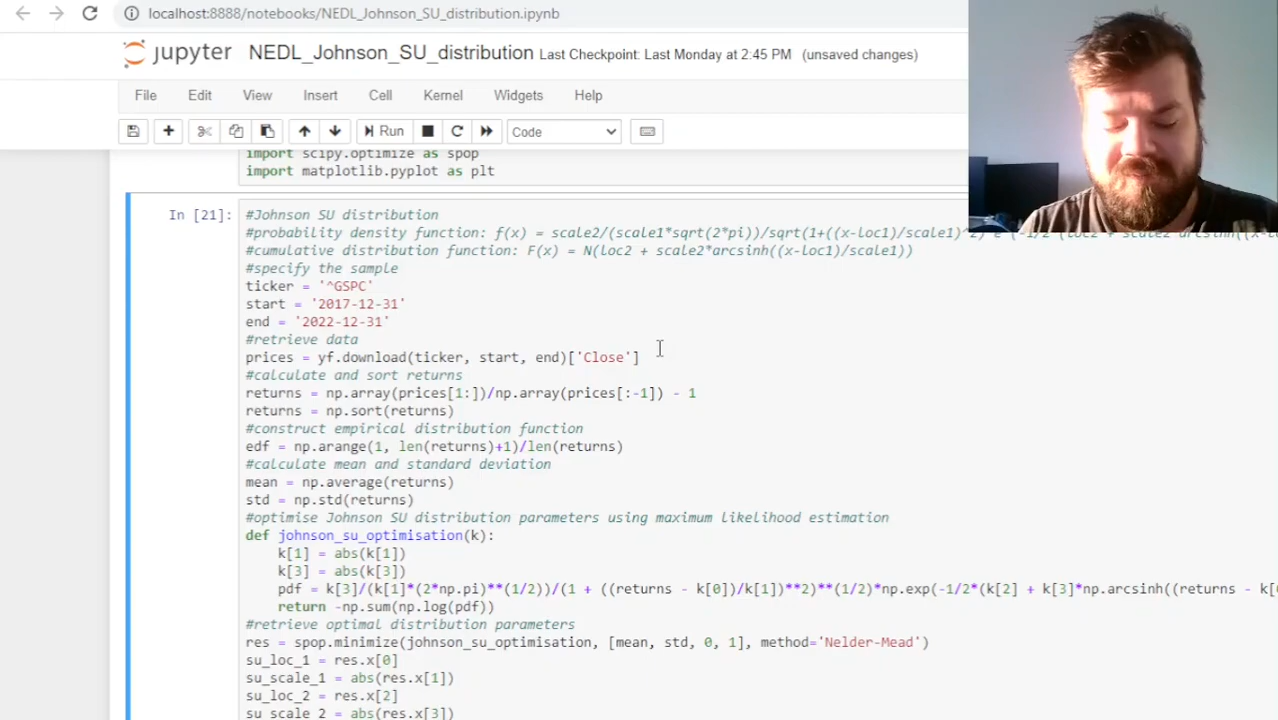 localhost:8888/notebooks/NEDL_Johnson_SU_distribution.ipynb
jupyter NEDL_Johnson_SU_distribution Last Checkpoint: Last Monday at 2:45 PM (unsaved changes)
File Edit View Insert Cell Kernel Widgets Help
Run Code
import scipy.optimize as spop
import matplotlib.pyplot as plt
In [21]:
#Johnson SU distribution
#probability density function: f(x) = scale2/(scale1*sqrt(2*pi))/sqrt(1+((x-loc1)/scale1)^2)*e^(-1/2*(loc2 + scale2*arcsinh((x-l
#cumulative distribution function: F(x) = N(loc2 + scale2*arcsinh((x-loc1)/scale1))
#specify the sample
ticker = '^GSPC'
start = '2017-12-31'
end = '2022-12-31'
#retrieve data
prices = yf.download(ticker, start, end)['Close']
#calculate and sort returns
returns = np.array(prices[1:])/np.array(prices[:-1]) - 1
returns = np.sort(returns)
#construct empirical distribution function
edf = np.arange(1, len(returns)+1)/len(returns)
#calculate mean and standard deviation
mean = np.average(returns)
std = np.std(returns)
#optimise Johnson SU distribution parameters using maximum likelihood estimation
def johnson_su_optimisation(k):
k[1] = abs(k[1])
k[3] = abs(k[3])
pdf = k[3]/(k[1]*(2*np.pi)**(1/2))/(1 + ((returns - k[0])/k[1])**2)**(1/2)*np.exp(-1/2*(k[2] + k[3]*np.arcsinh((returns - k[0
return -np.sum(np.log(pdf))
#retrieve optimal distribution parameters
res = spop.minimize(johnson_su_optimisation, [mean, std, 0, 1], method='Nelder-Mead')
su_loc_1 = res.x[0]
su_scale_1 = abs(res.x[1])
su_loc_2 = res.x[2]
su_scale_2 = abs(res.x[3])